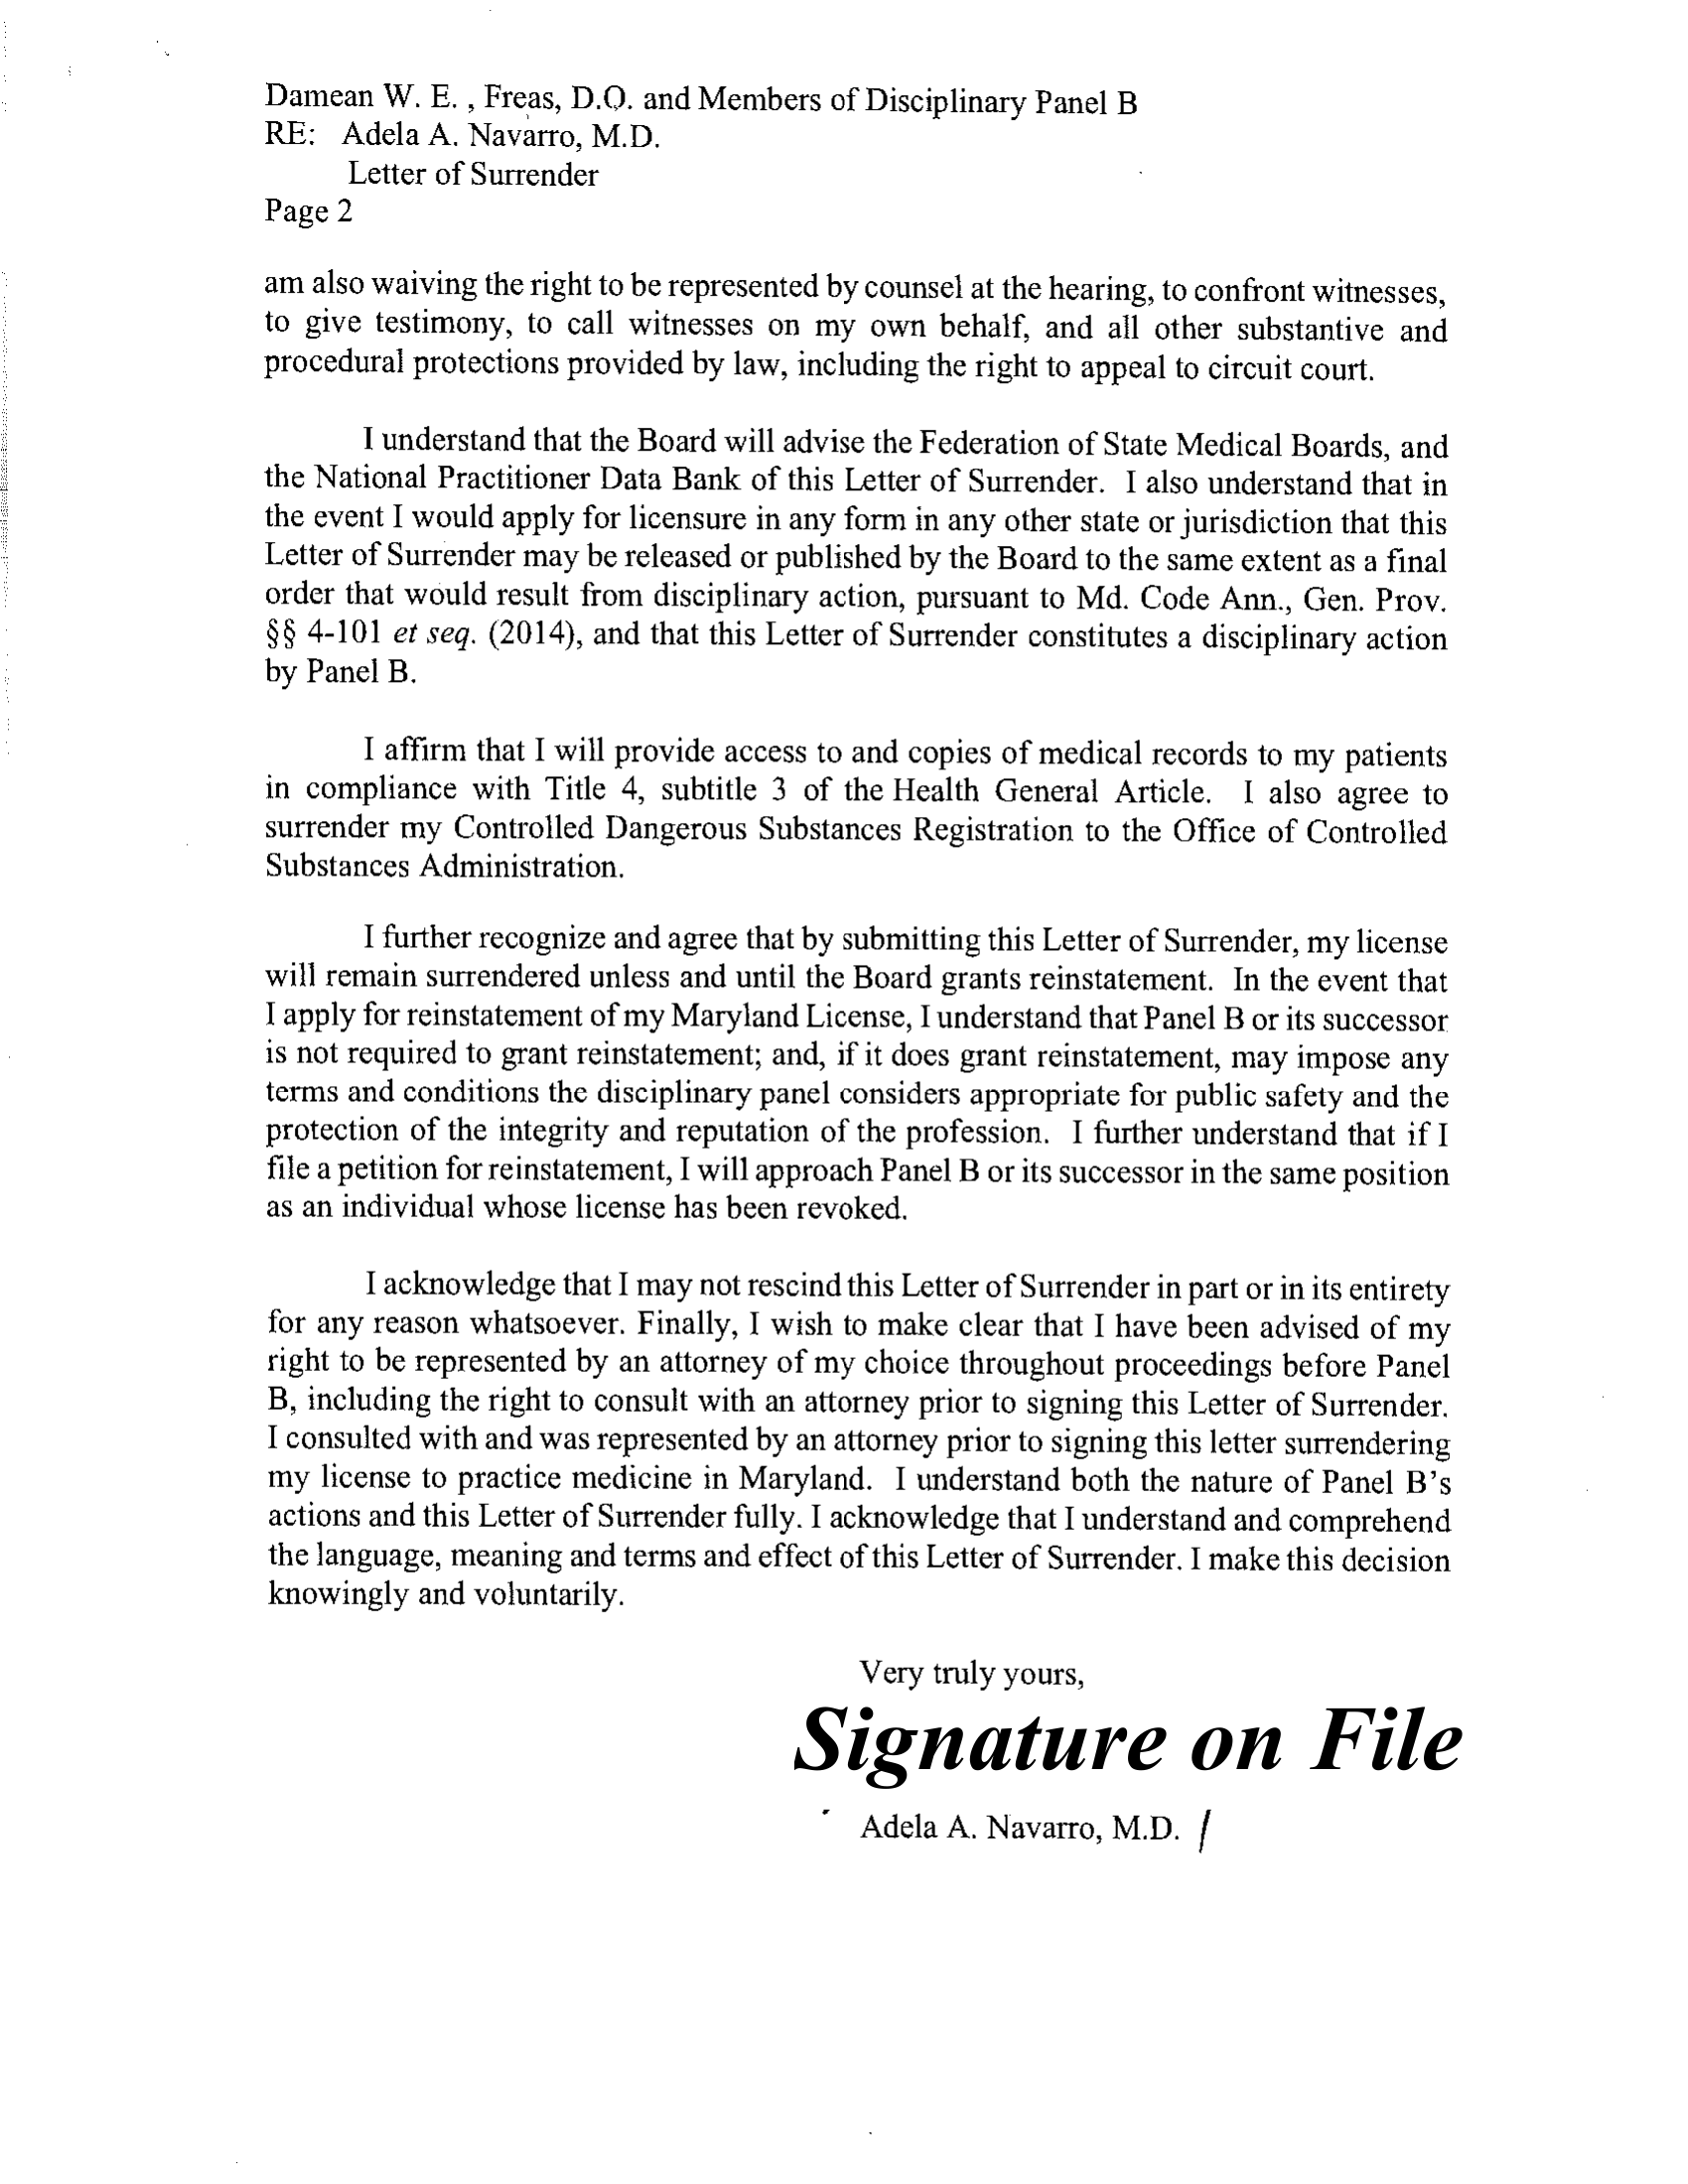 Damean W. E. , Freas, D.O. and Members of Disciplinary Panel B
RE: Adela A. Navarro, M.D.
Letter of Surrender
Page 2
am also waiving the right to be represented by counsel at the hearing, to confront witnesses,
to give testimony, to call witnesses on my own behalf, and all other substantive and
procedural protections provided by law, including the right to appeal to circuit court.
I understand that the Board will advise the Federation of State Medical Boards, and
the National Practitioner Data Bank of this Letter of Surrender. I also understand that in
the event I would apply for licensure in any form in any other state or jurisdiction that this
Letter of Surrender may be released or published by the Board to the same extent as a final
order that would result from disciplinary action, pursuant to Md. Code Ann., Gen. Prov.
§§ 4-101 et seq. (2014), and that this Letter of Surrender constitutes a disciplinary action
by Panel B.
I affirm that I will provide access to and copies of medical records to my patients
in compliance with Title 4, subtitle 3 of the Health General Article. I also agree to
surrender my Controlled Dangerous Substances Registration to the Office of Controlled
Substances Administration.
I further recognize and agree that by submitting this Letter of Surrender, my license
will remain surrendered unless and until the Board grants reinstatement. In the event that
I apply for reinstatement of my Maryland License, I understand that Panel B or its successor
is not required to grant reinstatement; and, if it does grant reinstatement, may impose any
terms and conditions the disciplinary panel considers appropriate for public safety and the
protection of the integrity and reputation of the profession. I further understand that if I
file a petition for reinstatement, I will approach Panel B or its successor in the same position
as an individual whose license has been revoked.
I acknowledge that I may not rescind this Letter of Surrender in part or in its entirety
for any reason whatsoever. Finally, I wish to make clear that I have been advised of my
right to be represented by an attorney of my choice throughout proceedings before Panel
B, including the right to consult with an attorney prior to signing this Letter of Surrender.
I consulted with and was represented by an attorney prior to signing this letter surrendering
my license to practice medicine in Maryland. I understand both the nature of Panel B's
actions and this Letter of Surrender fully. I acknowledge that I understand and comprehend
the language, meaning and terms and effect of this Letter of Surrender. I make this decision
knowingly and voluntarily.
Very truly yours,
Signature on File
Adela A. Navarro, M.D.